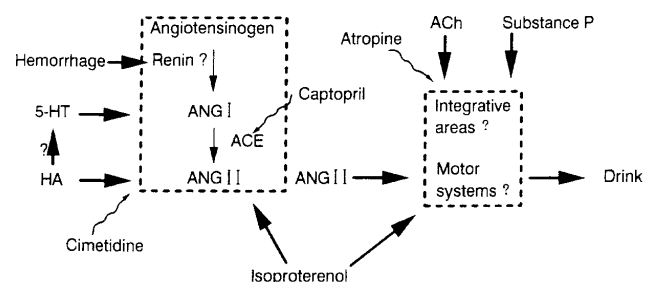 Angiotensinogen
Hemorrhage
Renin ?
5-HT
ANG I
Captopril
ACE
?
HA
ANG II
ANG II
Cimetidine
Isoproterenol
Atropine
ACh
Substance P
Integrative
areas ?
Motor
systems ?
Drink